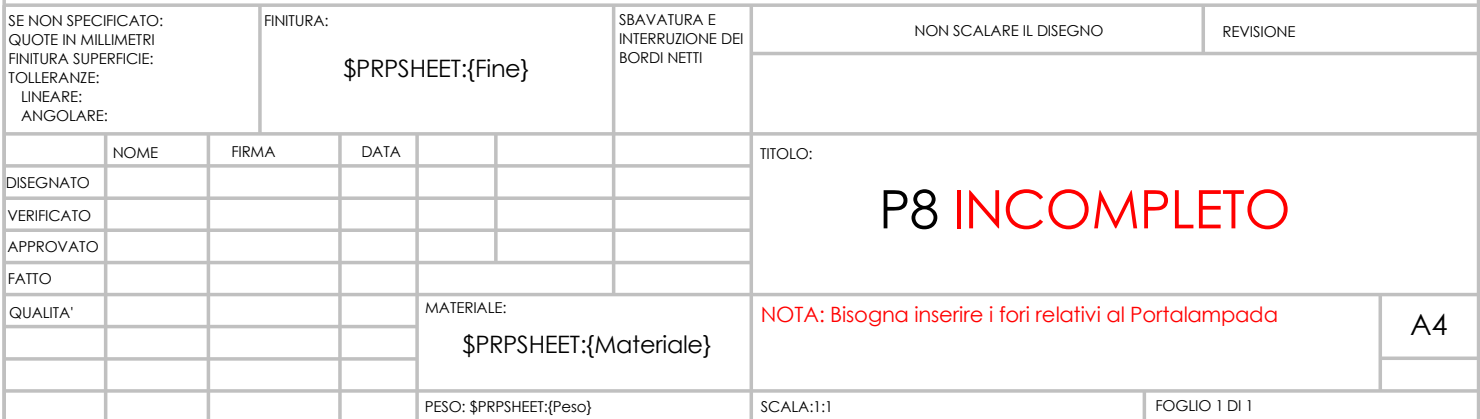 SE NON SPECIFICATO:
QUOTE IN MILLIMETRI
FINITURA SUPERFICIE:
TOLLERANZE:
LINEARE:
ANGOLARE:
FINITURA:
$PRPSHEET:{Fine}
SBAVATURA E
INTERRUZIONE DEI
BORDI NETTI
NON SCALARE IL DISEGNO
REVISIONE
NOME FIRMA DATA
DISEGNATO
VERIFICATO
APPROVATO
FATTO
QUALITA'
TITOLO:
P8 INCOMPLETO
MATERIALE:
$PRPSHEET:{Materiale}
NOTA: Bisogna inserire i fori relativi al Portalampada
A4
PESO: $PRPSHEET:{Peso}
SCALA:1:1
FOGLIO 1 DI 1